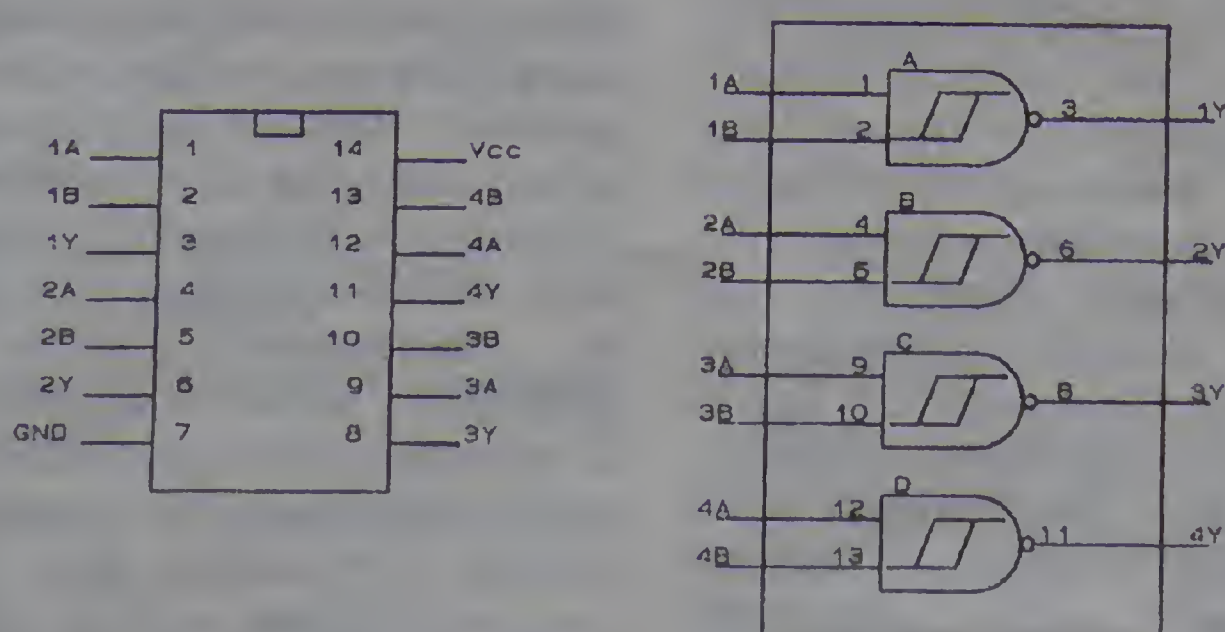 1A 1 14 Vcc
1B 2 13 4B
1Y 3 12 4A
2A 4 11 4Y
2B 5 10 3B
2Y 6 9 3A
GND 7 8 3Y
A
1A 1 3 1Y
1B 2
B
2A 4 6 2Y
2B 5
C
3A 9 8 3Y
3B 10
D
4A 12 11 4Y
4B 13